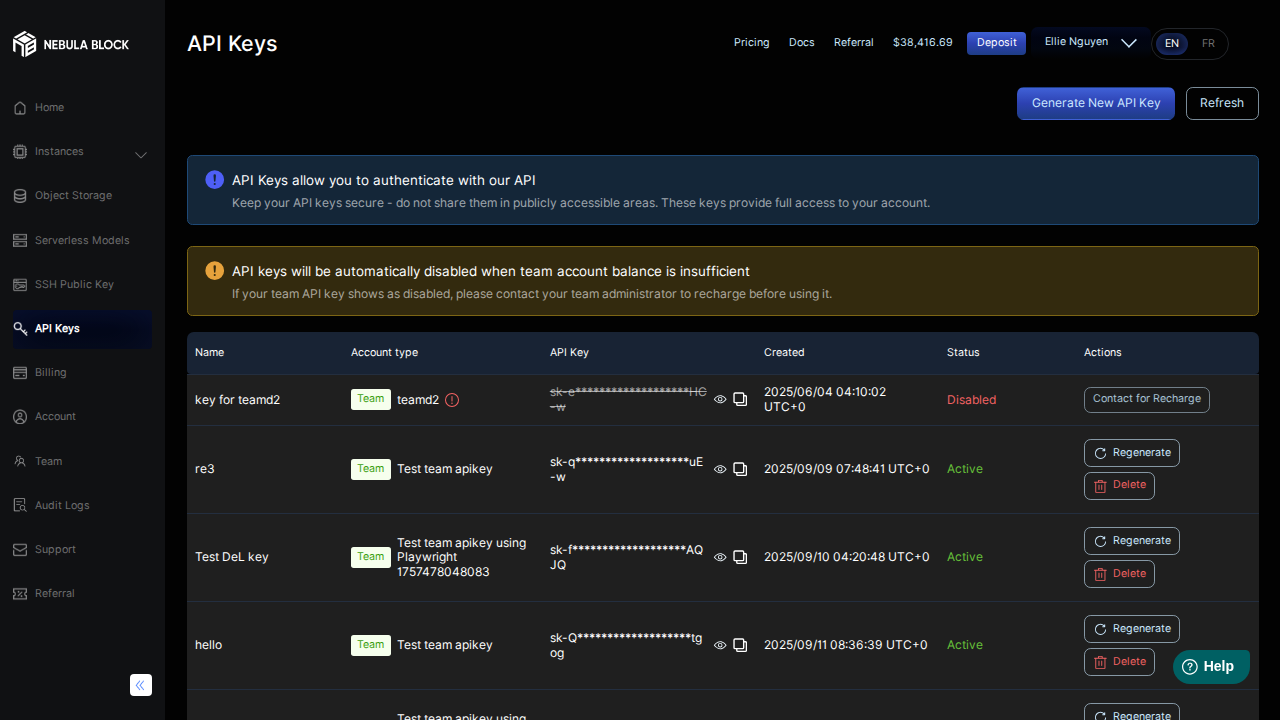 NEBULA BLOCK
API Keys
Pricing
Docs
Referral
$38,416.69
Deposit
Ellie Nguyen
EN
FR
Home
Instances
Object Storage
Serverless Models
SSH Public Key
API Keys
Billing
Account
Team
Audit Logs
Support
Referral
Generate New API Key
Refresh
API Keys allow you to authenticate with our API
Keep your API keys secure - do not share them in publicly accessible areas. These keys provide full access to your account.
API keys will be automatically disabled when team account balance is insufficient
If your team API key shows as disabled, please contact your team administrator to recharge before using it.
Name
Account type
API Key
Created
Status
Actions
key for teamd2
Team
teamd2
sk-e*******************HC
-w
2025/06/04 04:10:02
UTC+0
Disabled
Contact for Recharge
re3
Team
Test team apikey
sk-q*******************uE
-w
2025/09/09 07:48:41 UTC+0
Active
Regenerate
Delete
Test DeL key
Team
Test team apikey using
Playwright
1757478048083
sk-f*******************AQ
JQ
2025/09/10 04:20:48 UTC+0
Active
Regenerate
Delete
hello
Team
Test team apikey
sk-Q*******************tg
og
2025/09/11 08:36:39 UTC+0
Active
Regenerate
Delete
Help
Test team apikey using
Regenerate